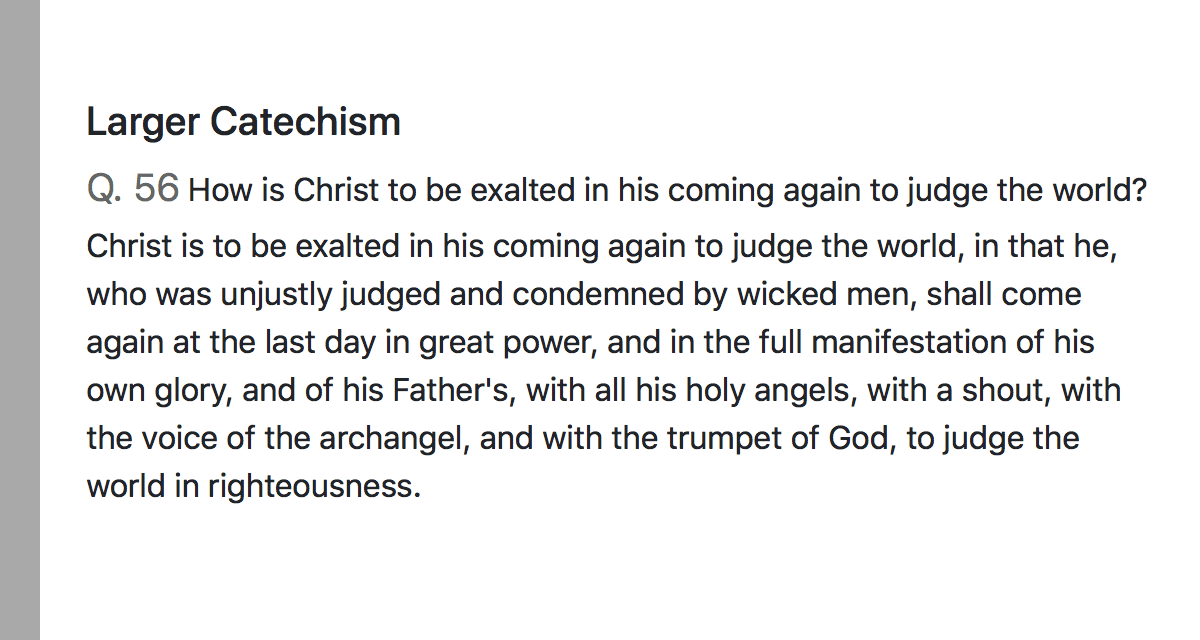 Larger Catechism
Q. 56 How is Christ to be exalted in his coming again to judge the world?
Christ is to be exalted in his coming again to judge the world, in that he,
who was unjustly judged and condemned by wicked men, shall come
again at the last day in great power, and in the full manifestation of his
own glory, and of his Father's, with all his holy angels, with a shout, with
the voice of the archangel, and with the trumpet of God, to judge the
world in righteousness.